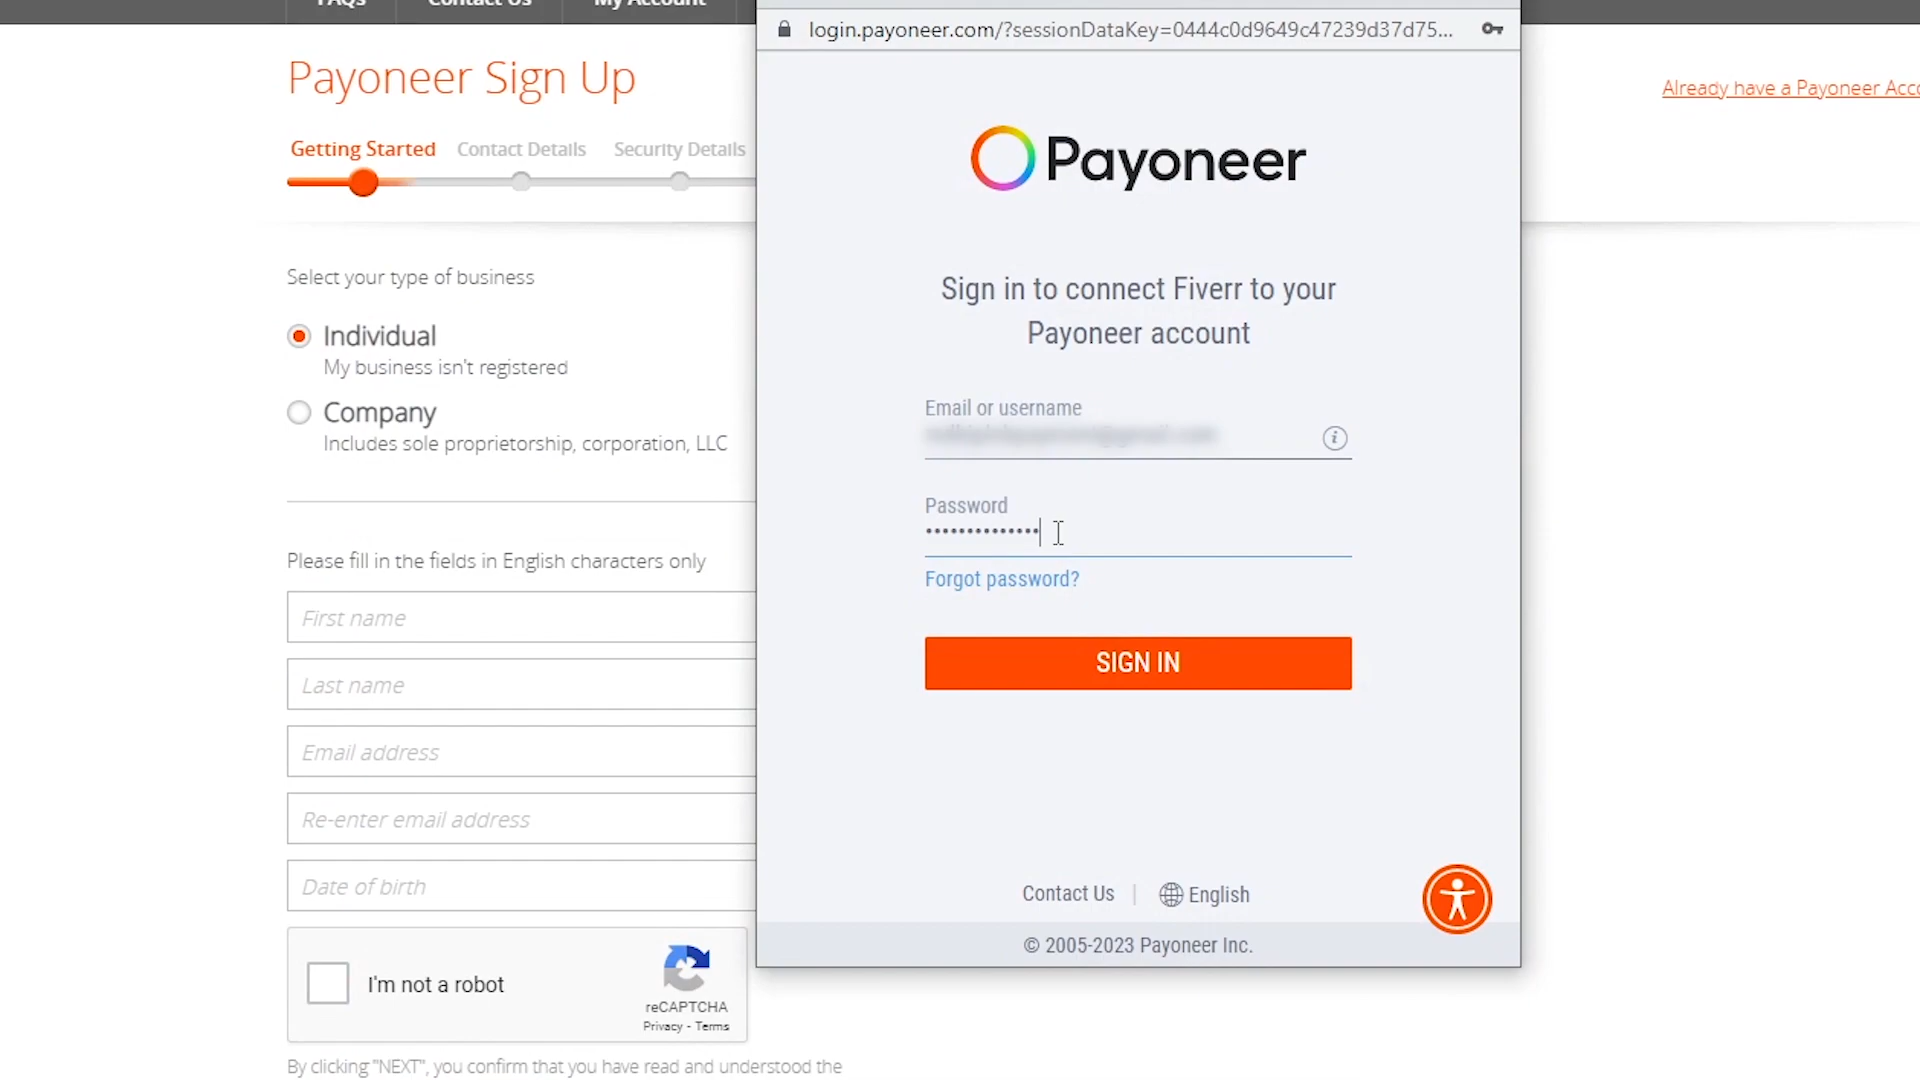 FAQs Contact Us My Account
Payoneer Sign Up
Already have a Payoneer
Getting Started Contact Details Security Details
Select your type of business
Individual
My business isn't registered
Company
Includes sole proprietorship, corporation, LLC
Please fill in the fields in English characters only
First name
Last name
Email address
Re-enter email address
Date of birth
I'm not a robot
reCAPTCHA
Privacy - Terms
By clicking "NEXT", you confirm that you have read and understood the
login.payoneer.com/?sessionDataKey=0444c0d9649c47239d37d75...
Payoneer
Sign in to connect Fiverr to your
Payoneer account
Email or username
Password
••••••••••••••
Forgot password?
SIGN IN
Contact Us | English
© 2005-2023 Payoneer Inc.